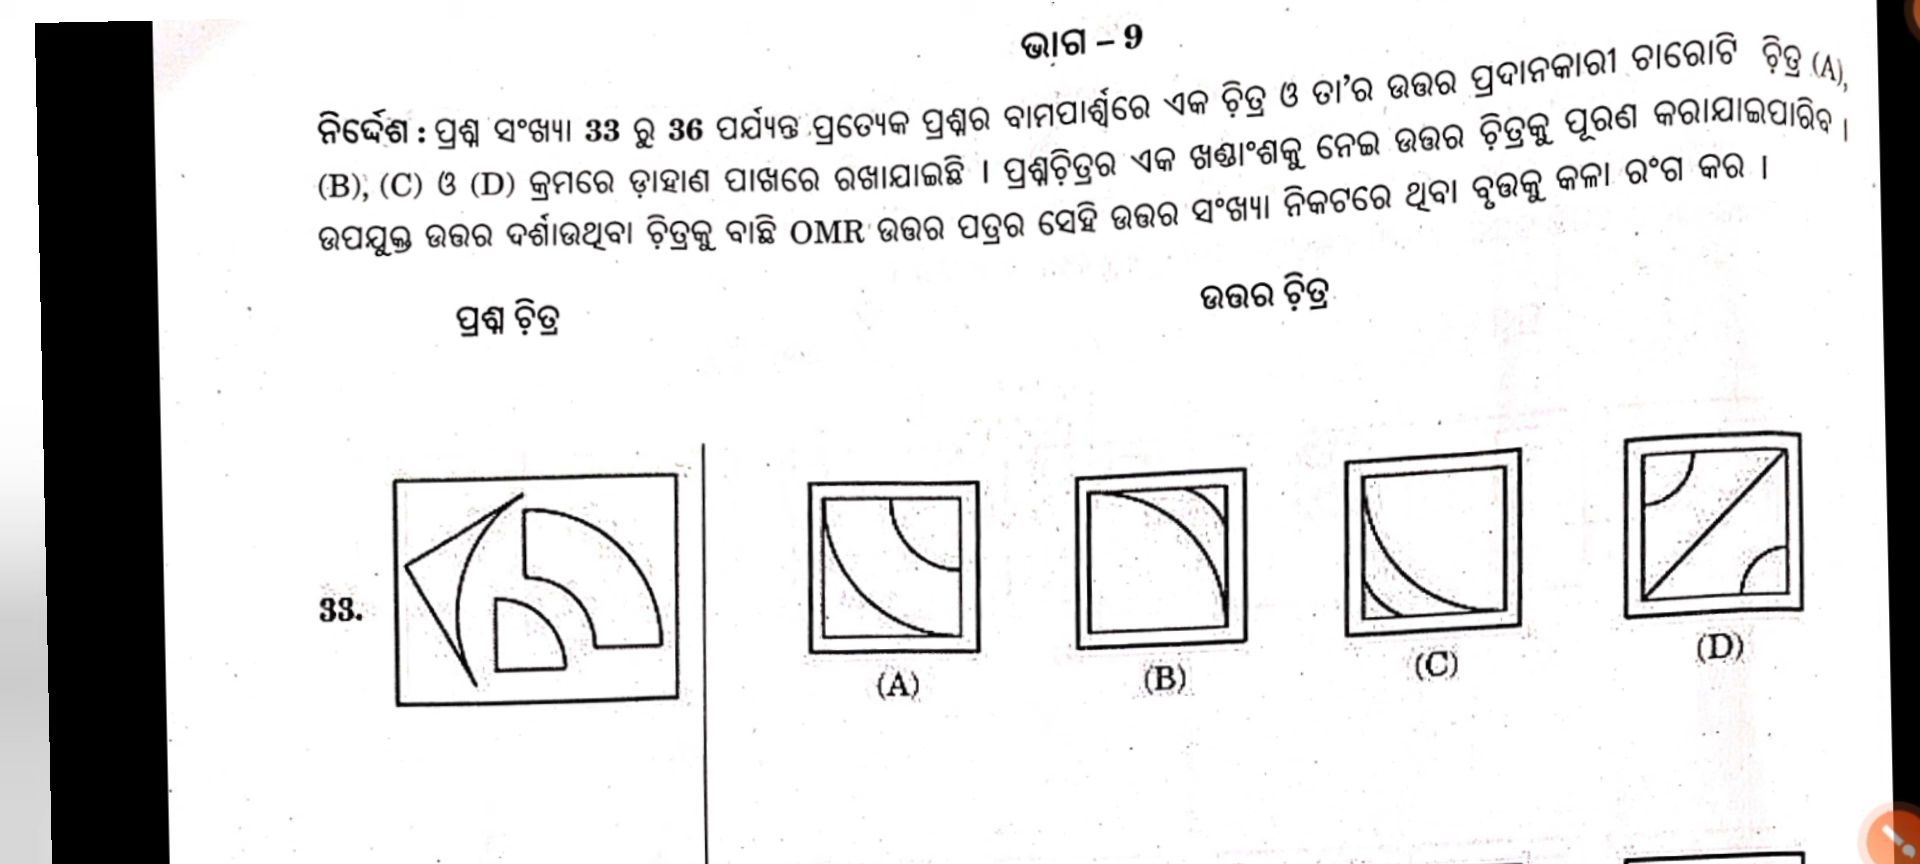 ଭାଗ – 9
ନିର୍ଦ୍ଦେଶ : ପ୍ରଶ୍ନ ସଂଖ୍ୟା 33 ରୁ 36 ପର୍ଯ୍ୟନ୍ତ ପ୍ରତ୍ୟେକ ପ୍ରଶ୍ନର ବାମପାର୍ଶ୍ଵରେ ଏକ ଚି଼ତ୍ର ଓ ତା'ର ଉତ୍ତର ପ୍ରଦାନକାରୀ ଚାରୋଟି ଚି଼ତ୍ର (A),
(B), (C) ଓ (D) କ୍ରମରେ ଡ଼ାହାଣ ପାଖରେ ରଖାଯାଇଛି । ପ୍ରଶ୍ନଚି଼ତ୍ରର ଏକ ଖଣ୍ଡାଂଶକୁ ନେଇ ଉତ୍ତର ଚି଼ତ୍ରକୁ ପୂରଣ କରାଯାଇପାରିବ ।
ଉପଯୁକ୍ତ ଉତ୍ତର ଦର୍ଶାଉଥିବା ଚି଼ତ୍ରକୁ ବାଛି OMR ଉତ୍ତର ପତ୍ରର ସେହି ଉତ୍ତର ସଂଖ୍ୟା ନିକଟରେ ଥିବା ବୃତ୍ତକୁ କଳା ରଂଗ କର ।
ପ୍ରଶ୍ନ ଚି଼ତ୍ର
ଉତ୍ତର ଚି଼ତ୍ର
33.
(A) (B) (C) (D)